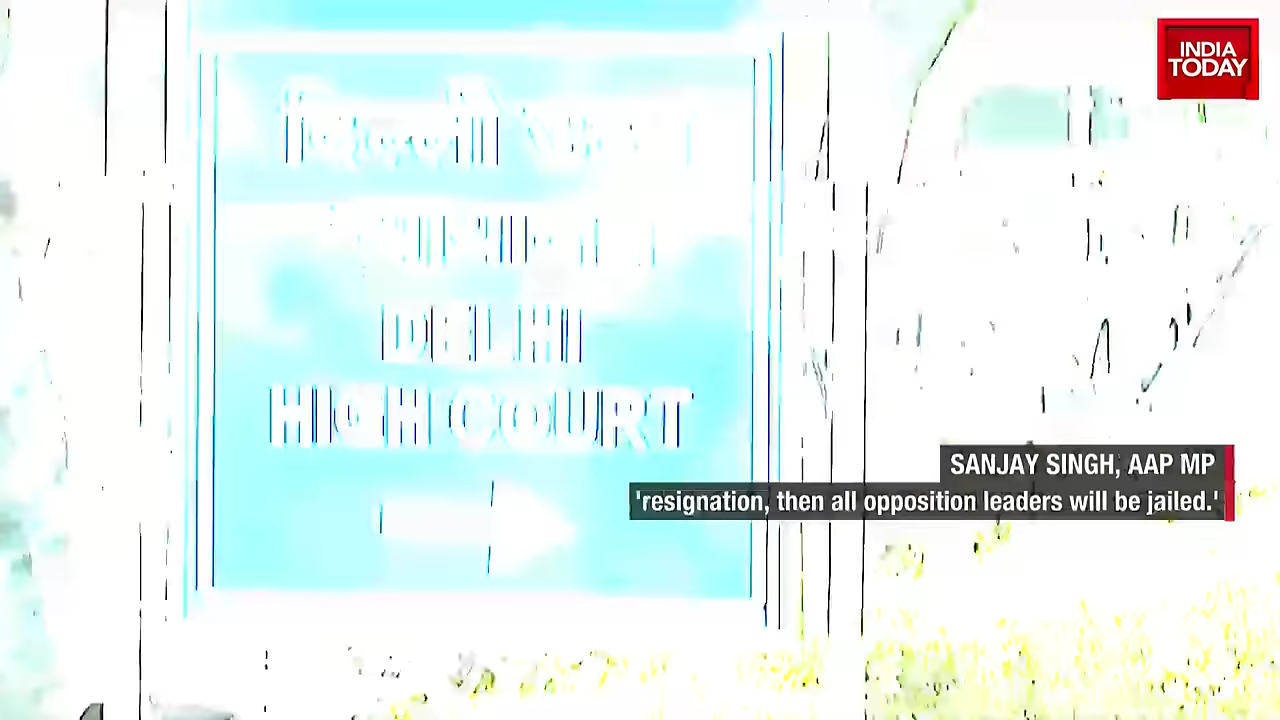 INDIA
TODAY
दिल्ली
DELHI
HIGH COURT
SANJAY SINGH, AAP MP
'resignation, then all opposition leaders will be jailed.'